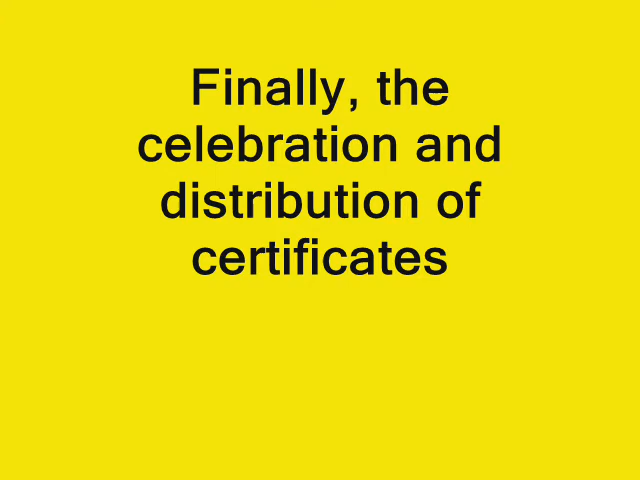 Finally, the
celebration and
distribution of
certificates